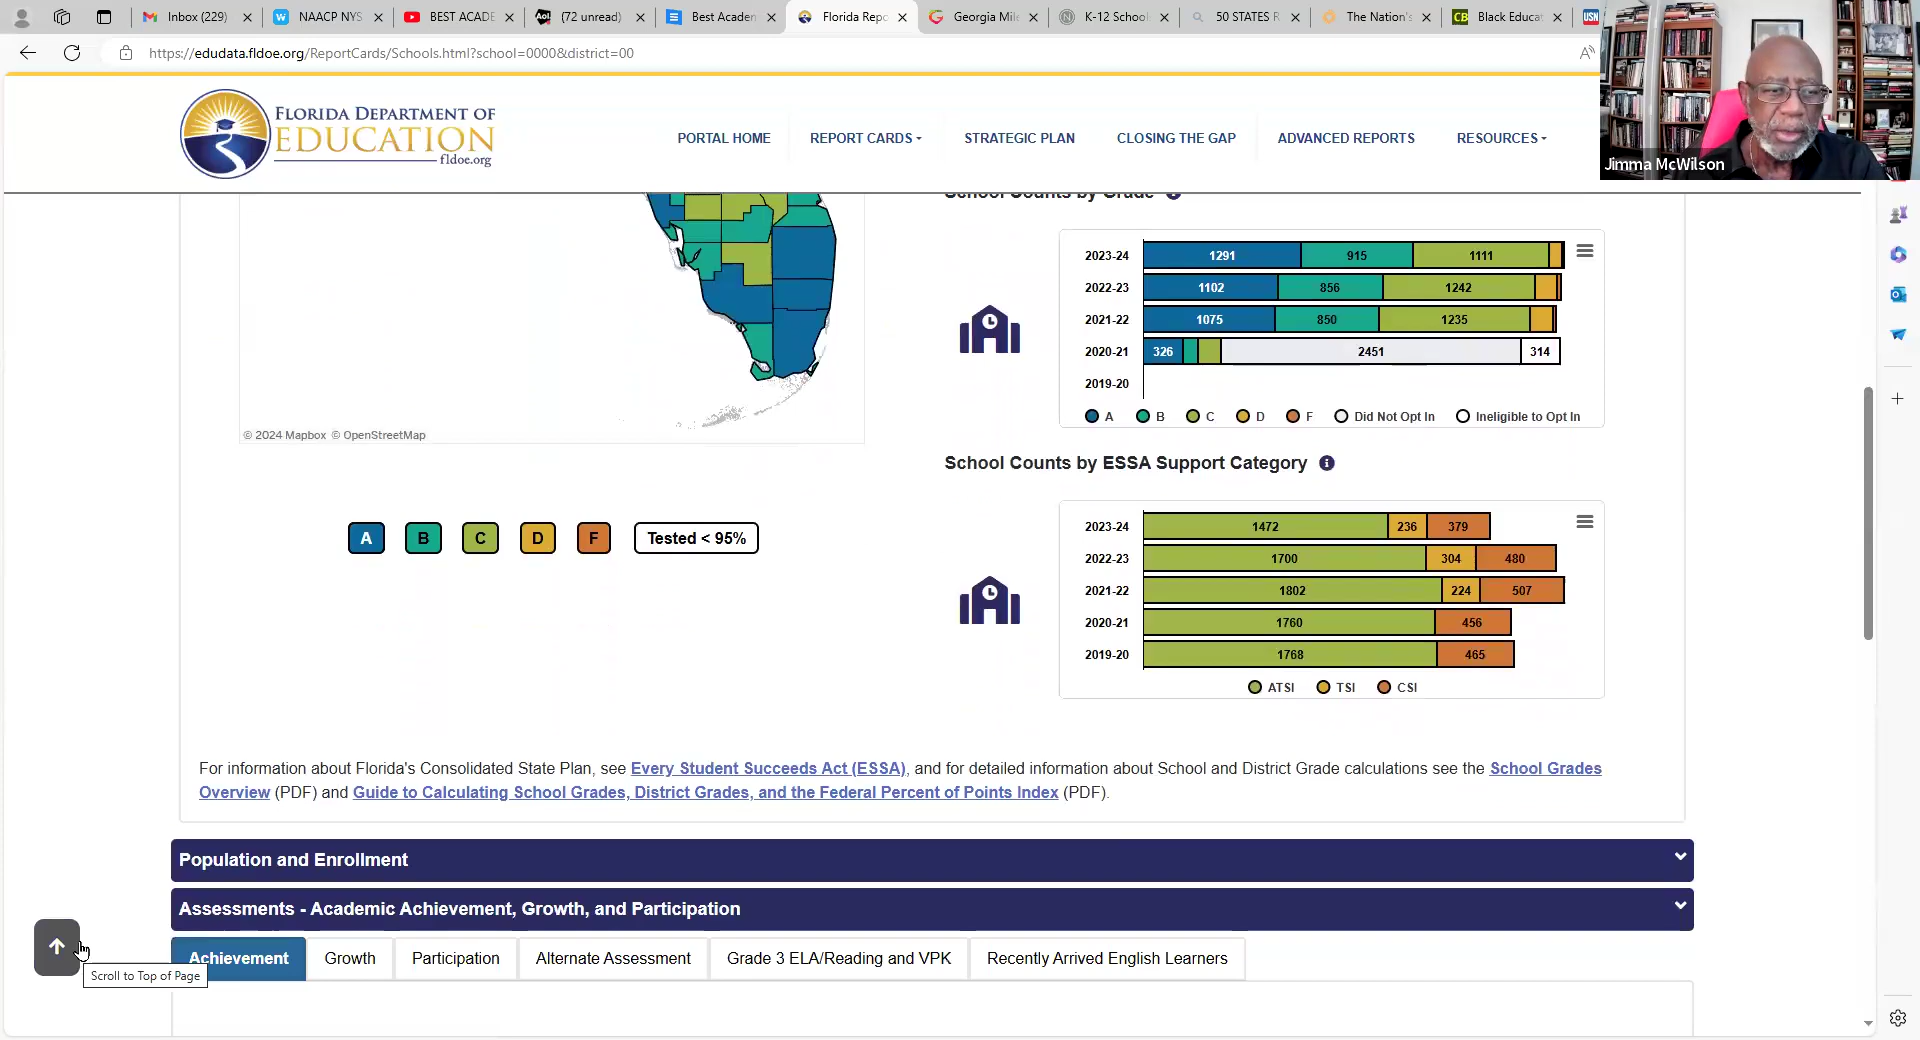 Inbox (229)
NAACP NYS
BEST ACADE
Aol.
(72 unread)
Best Academ
Florida Repo
Georgia Mile
K-12 School
50 STATES R
The Nation's
CB
Black Educat
USN
https://edudata.fldoe.org/ReportCards/Schools.html?school=0000&district=00
Jimma McWilson
FLORIDA DEPARTMENT OF
EDUCATION
fldoe.org
PORTAL HOME
REPORT CARDS
STRATEGIC PLAN
CLOSING THE GAP
ADVANCED REPORTS
RESOURCES
School Counts by Grade
2023-24 1291 915 1111
2022-23 1102 856 1242
2021-22 1075 850 1235
2020-21 326 2451 314
2019-20
A B C D F Did Not Opt In Ineligible to Opt In
© 2024 Mapbox © OpenStreetMap
School Counts by ESSA Support Category
A B C D F Tested < 95%
2023-24 1472 236 379
2022-23 1700 304 480
2021-22 1802 224 507
2020-21 1760 456
2019-20 1768 465
ATSI TSI CSI
For information about Florida's Consolidated State Plan, see Every Student Succeeds Act (ESSA), and for detailed information about School and District Grade calculations see the School Grades
Overview (PDF) and Guide to Calculating School Grades, District Grades, and the Federal Percent of Points Index (PDF).
Population and Enrollment
Assessments - Academic Achievement, Growth, and Participation
Achievement
Growth
Participation
Alternate Assessment
Grade 3 ELA/Reading and VPK
Recently Arrived English Learners
Scroll to Top of Page